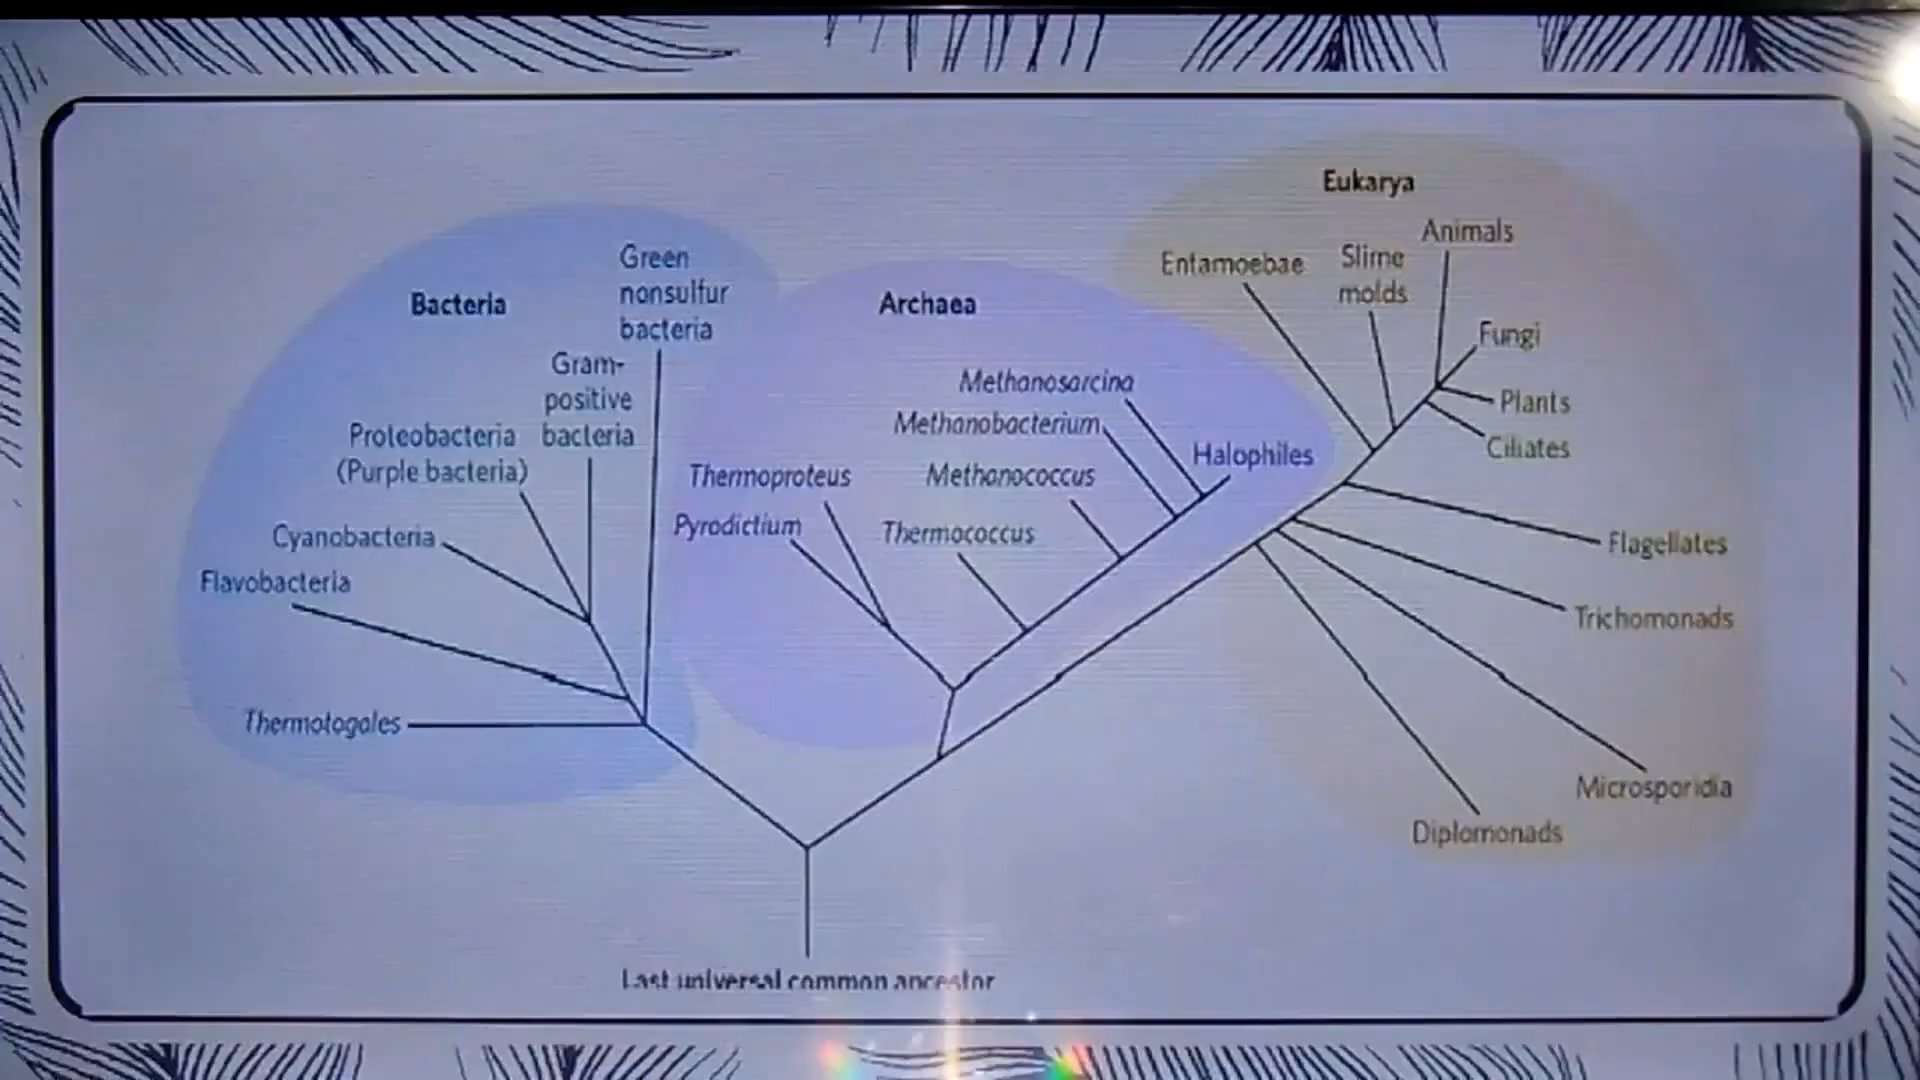 Eukarya
Animals
Entamoebae
Slime
molds
Green
nonsulfur
bacteria
Bacteria
Archaea
Fungi
Gram-
positive
bacteria
Methanosarcina
Plants
Methanobacterium
Proteobacteria
(Purple bacteria)
Ciliates
Halophiles
Thermoproteus
Methanococcus
Pyrodictium
Thermococcus
Cyanobacteria
Flagellates
Flavobacteria
Trichomonads
Thermotogales
Microsporidia
Diplomonads
Last universal common ancestor